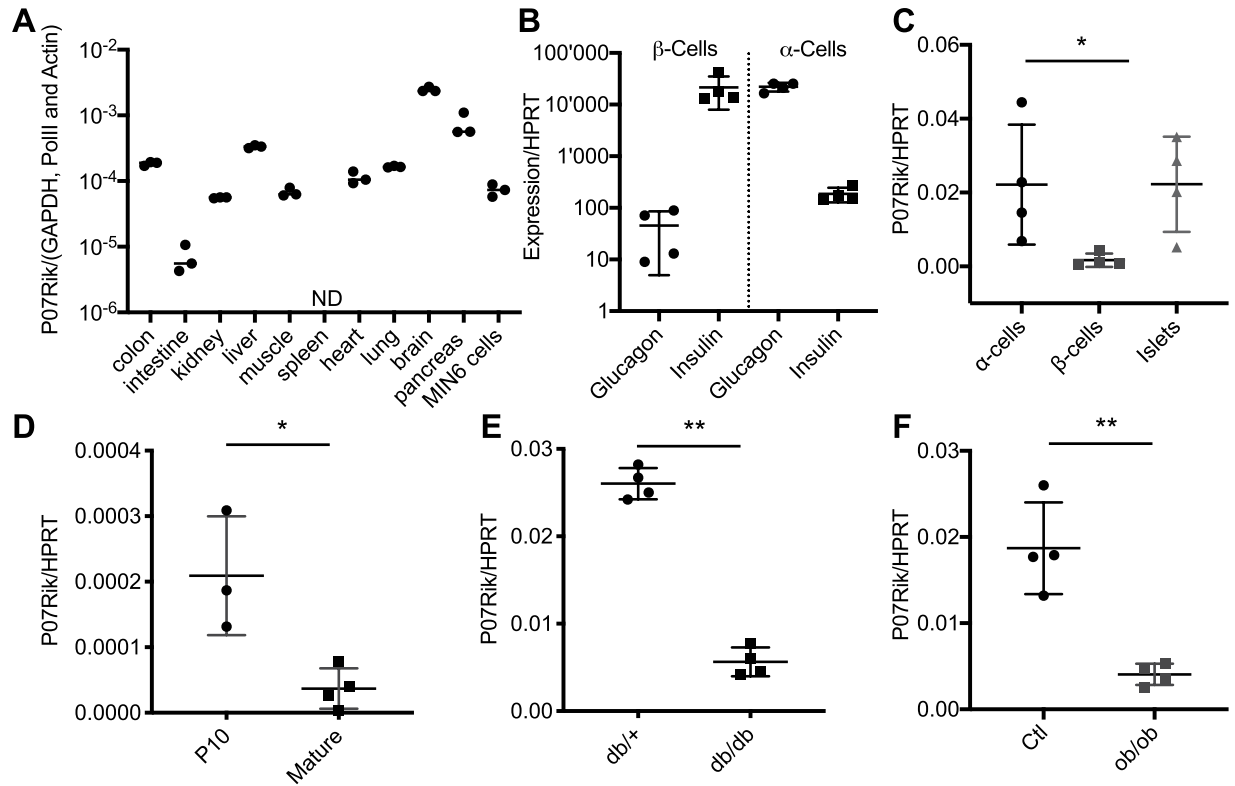 A
P07Rik/(GAPDH, PolII and Actin)
10-2
10-3
10-4
10-5
10-6
ND
colon
intestine
kidney
liver
muscle
spleen
heart
lung
brain
pancreas
MIN6 cells
B
Expression/HPRT
β-Cells
α-Cells
100'000
10'000
1'000
100
10
1
Glucagon
Insulin
Glucagon
Insulin
C
P07Rik/HPRT
*
0.06
0.04
0.02
0.00
α-cells
β-cells
Islets
D
P07Rik/HPRT
*
0.0004
0.0003
0.0002
0.0001
0.0000
P10
Mature
E
P07Rik/HPRT
**
0.03
0.02
0.01
0.00
db/+
db/db
F
P07Rik/HPRT
**
0.03
0.02
0.01
0.00
Ctl
ob/ob